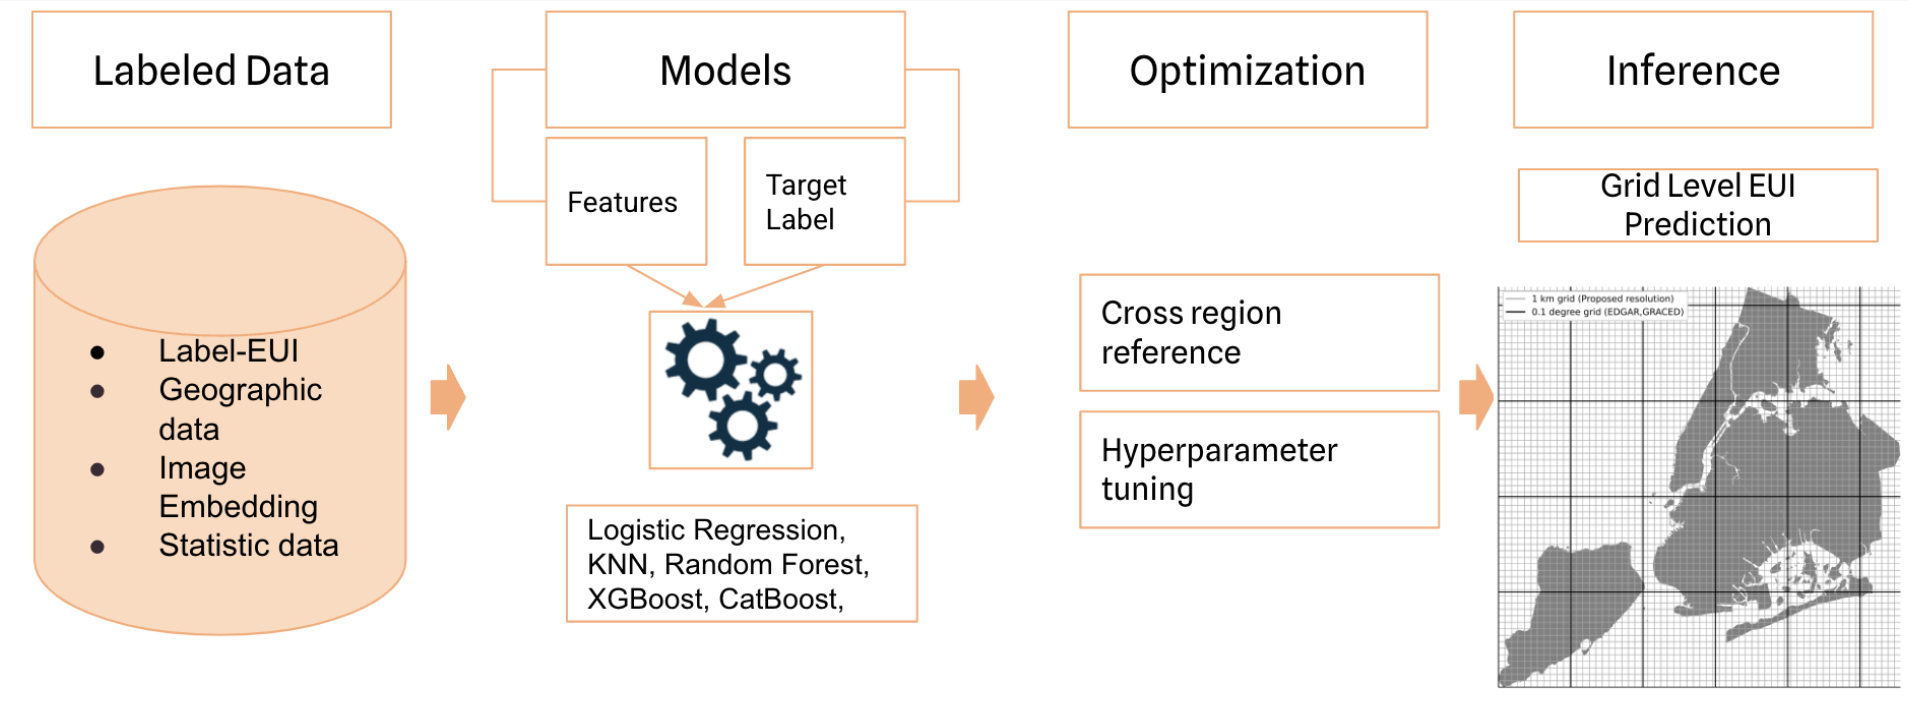 Labeled Data
● Label-EUI
● Geographic
data
● Image
Embedding
● Statistic data
Models
Features
Target
Label
Logistic Regression,
KNN, Random Forest,
XGBoost, CatBoost,
Optimization
Cross region
reference
Hyperparameter
tuning
Inference
Grid Level EUI
Prediction
1 km grid (Proposed resolution)
0.1 degree grid (EDGAR,GRACED)